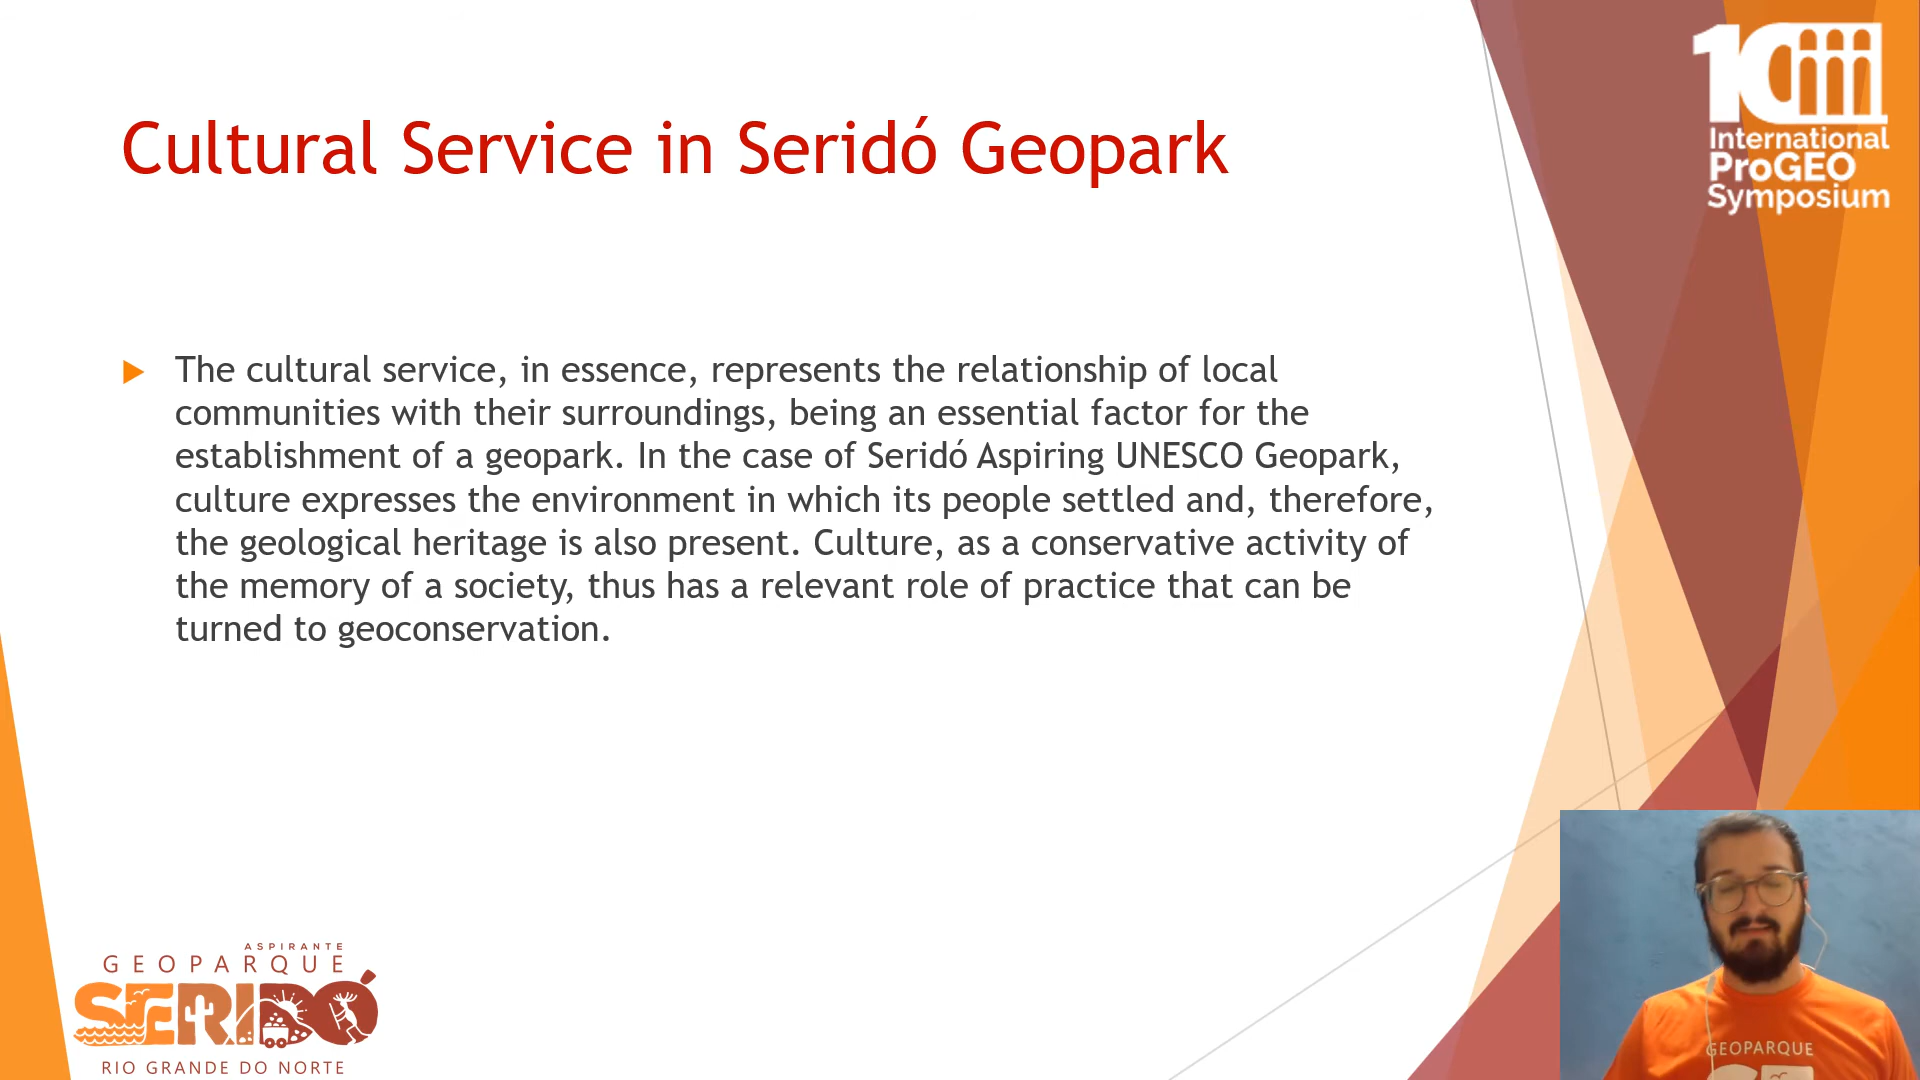 Cultural Service in Seridó Geopark
10
International
ProGEO
Symposium
The cultural service, in essence, represents the relationship of local
communities with their surroundings, being an essential factor for the
establishment of a geopark. In the case of Seridó Aspiring UNESCO Geopark,
culture expresses the environment in which its people settled and, therefore,
the geological heritage is also present. Culture, as a conservative activity of
the memory of a society, thus has a relevant role of practice that can be
turned to geoconservation.
ASPIRANTE
GEOPARQUE
SERIDÓ
RIO GRANDE DO NORTE
GEOPARQUE